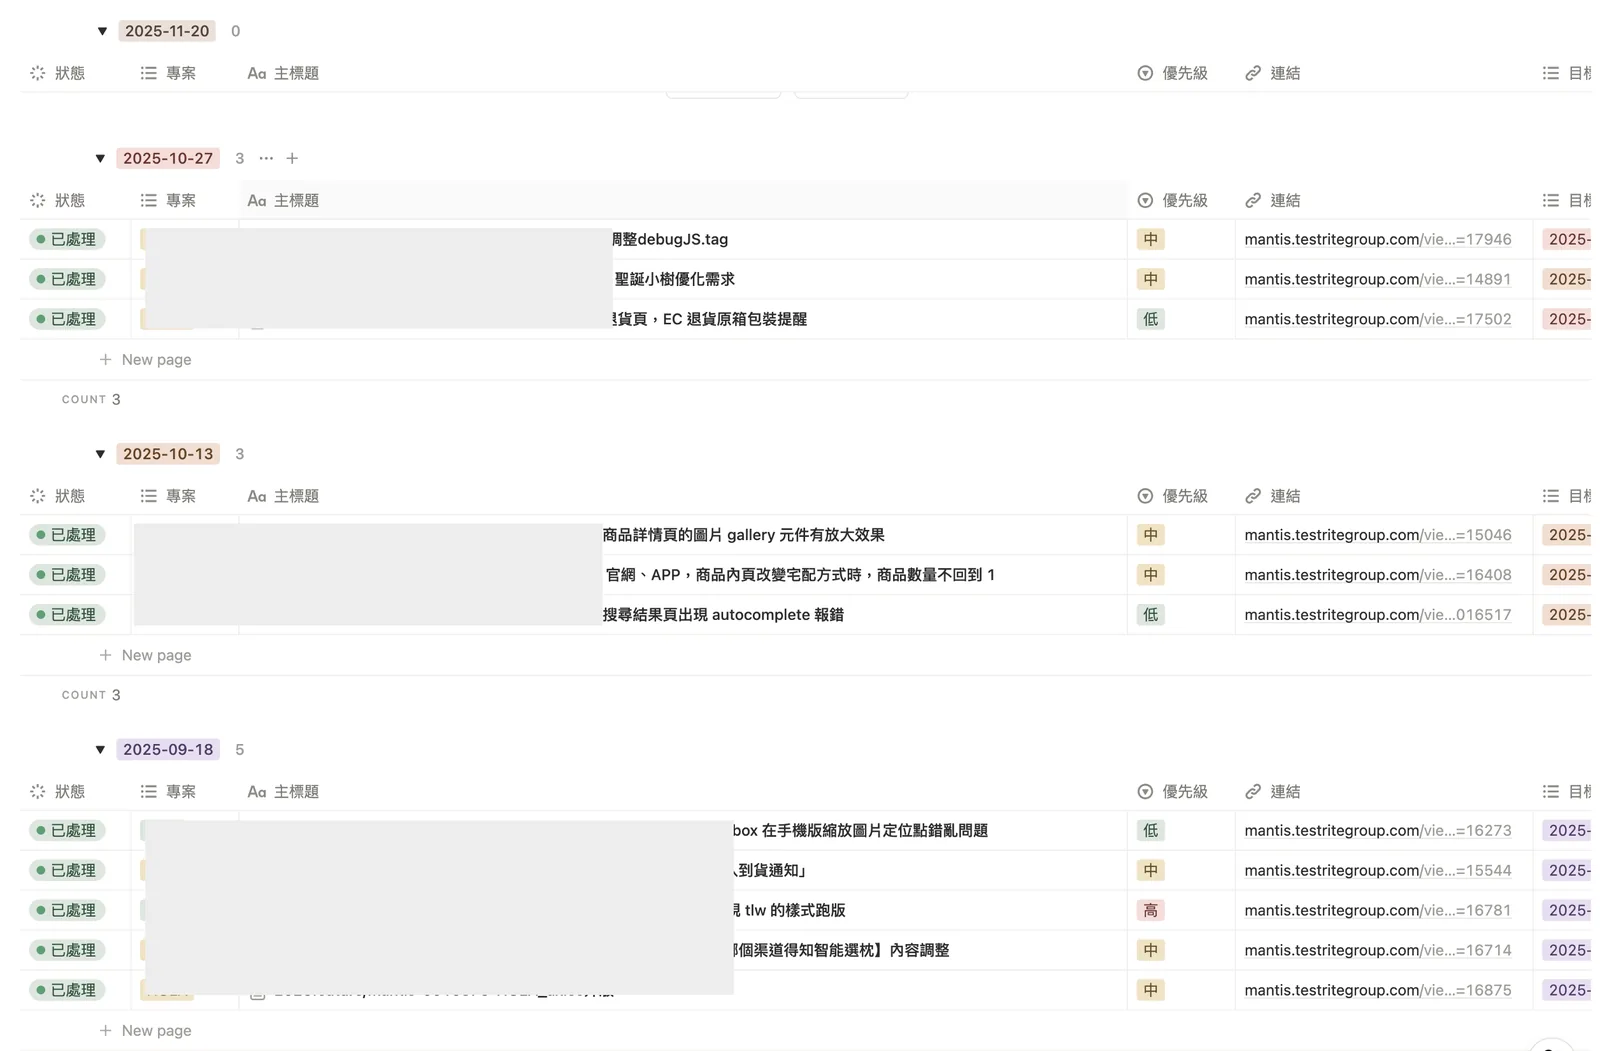 2025-11-20 0
狀態 專案 Aa 主標題 優先級 連結
2025-10-27 3 ... +
狀態 專案 Aa 主標題 優先級 連結
已處理 調整debugJS.tag 中 mantis.testritegroup.com/vie...=17946 2025-
已處理 聖誕小樹優化需求 中 mantis.testritegroup.com/vie...=14891 2025-
已處理 退貨頁，EC 退貨原箱包裝提醒 低 mantis.testritegroup.com/vie...=17502 2025-
+ New page
COUNT 3
2025-10-13 3
狀態 專案 Aa 主標題 優先級 連結
已處理 商品詳情頁的圖片 gallery 元件有放大效果 中 mantis.testritegroup.com/vie...=15046 2025-
已處理 官網、APP，商品內頁改變宅配方式時，商品數量不回到 1 中 mantis.testritegroup.com/vie...=16408 2025-
已處理 搜尋結果頁出現 autocomplete 報錯 低 mantis.testritegroup.com/vie...016517 2025-
+ New page
COUNT 3
2025-09-18 5
狀態 專案 Aa 主標題 優先級 連結
已處理 box 在手機版縮放圖片定位點錯亂問題 低 mantis.testritegroup.com/vie...=16273 2025-
已處理 到貨通知」 中 mantis.testritegroup.com/vie...=15544 2025-
已處理 tlw 的樣式跑版 高 mantis.testritegroup.com/vie...=16781 2025-
已處理 個渠道得知智能選枕】內容調整 中 mantis.testritegroup.com/vie...=16714 2025-
已處理 中 mantis.testritegroup.com/vie...=16875 2025-
+ New page